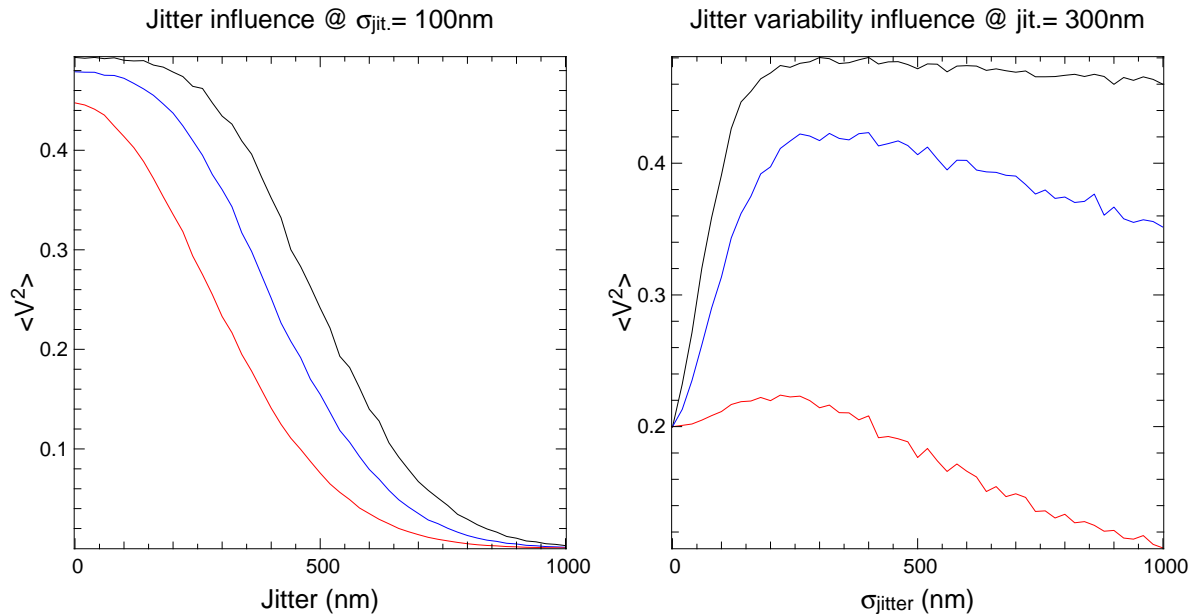 Jitter influence @ σjit.= 100nm
<V²>
0.4
0.3
0.2
0.1
0
500
1000
Jitter (nm)
Jitter variability influence @ jit.= 300nm
<V²>
0.4
0.3
0.2
0
500
1000
σjitter (nm)